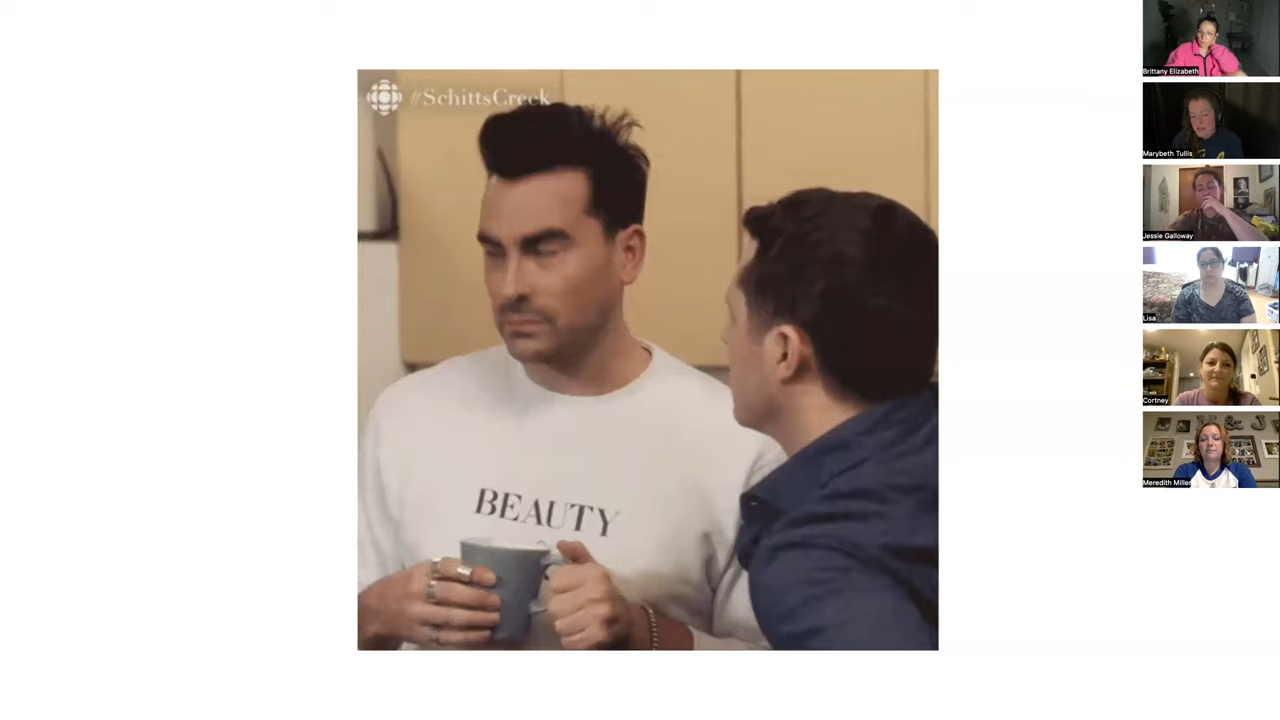 #SchittsCreek
BEAUTY
Brittany Elizabeth
Marybeth Tullis
Jessie Galloway
Lisa
Cortney
M & J
Meredith Miller